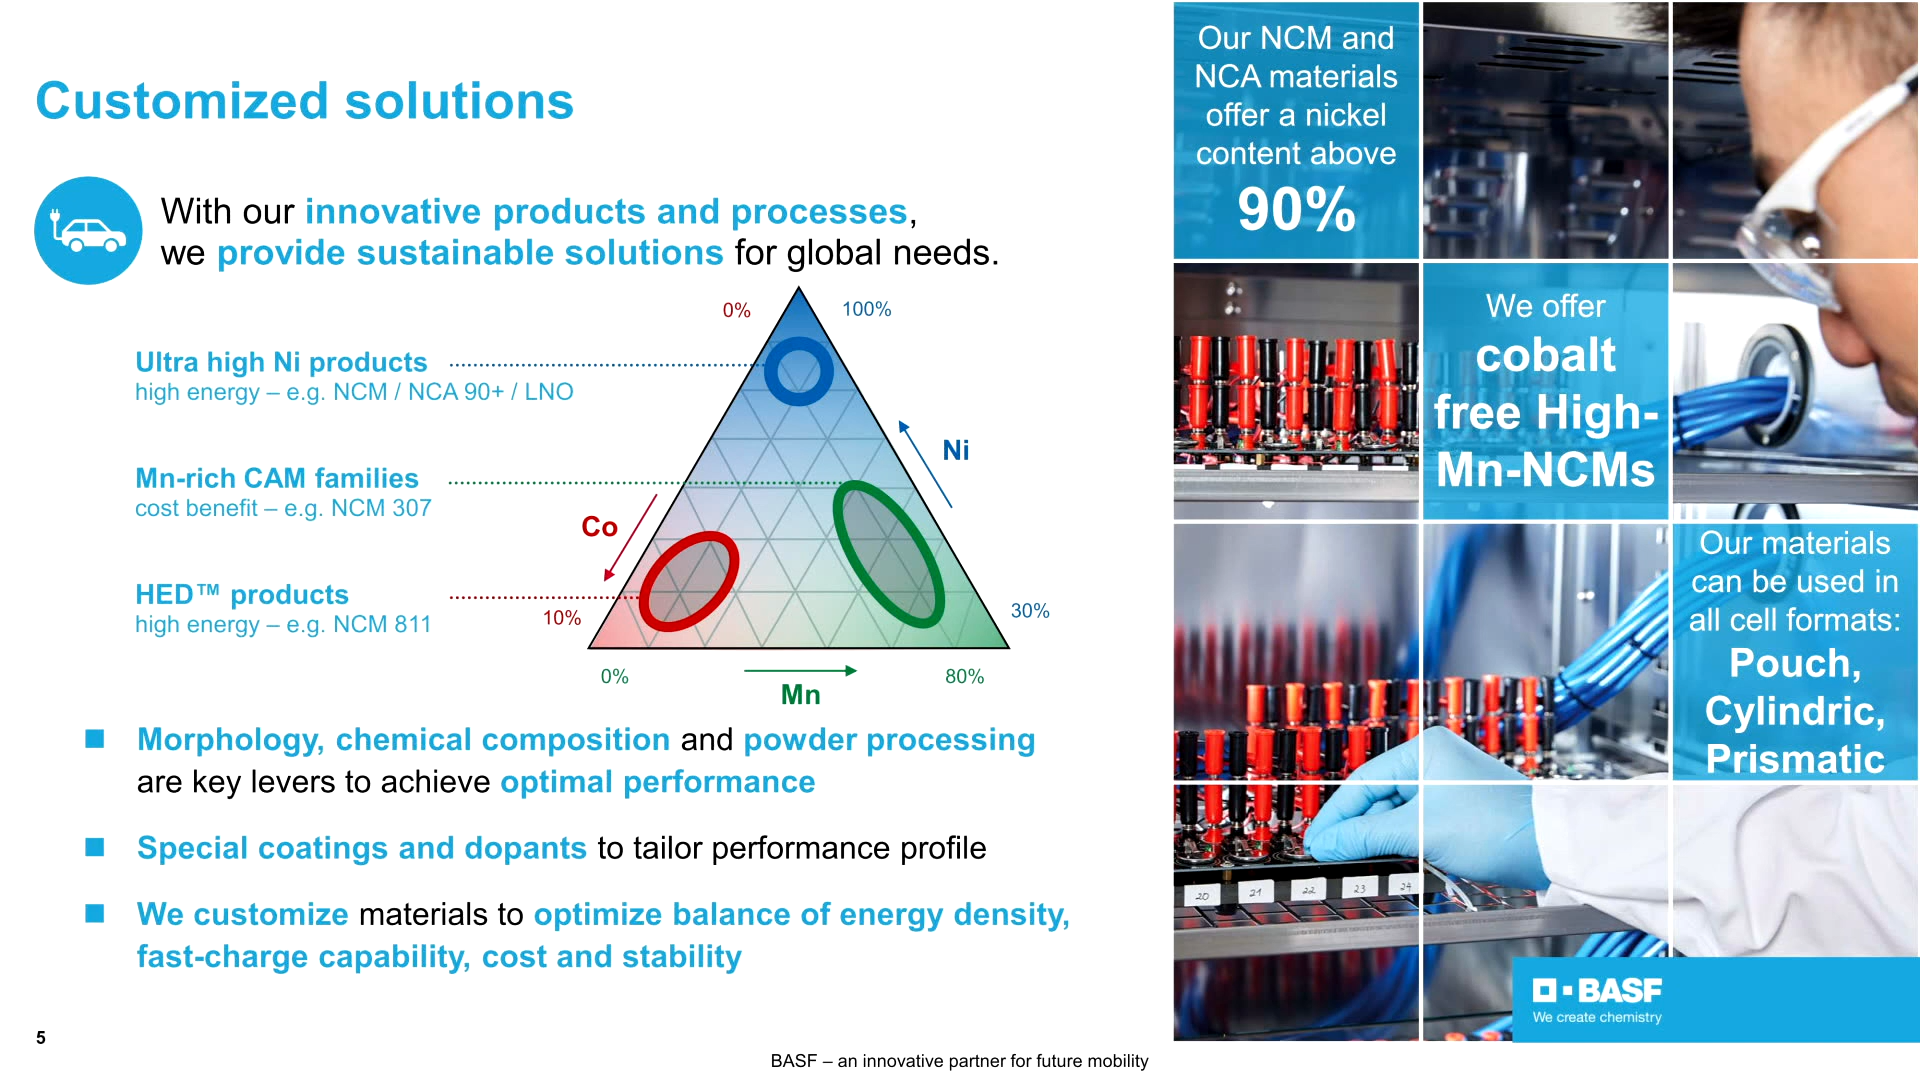 Customized solutions
With our innovative products and processes,
we provide sustainable solutions for global needs.
0%
100%
Ultra high Ni products
high energy – e.g. NCM / NCA 90+ / LNO
Ni
Mn-rich CAM families
cost benefit – e.g. NCM 307
Co
HED™ products
high energy – e.g. NCM 811
10%
30%
0%
80%
Mn
Morphology, chemical composition and powder processing
are key levers to achieve optimal performance
Special coatings and dopants to tailor performance profile
We customize materials to optimize balance of energy density,
fast-charge capability, cost and stability
Our NCM and
NCA materials
offer a nickel
content above
90%
We offer
cobalt
free High-
Mn-NCMs
Our materials
can be used in
all cell formats:
Pouch,
Cylindric,
Prismatic
20
21
22
23
24
BASF
We create chemistry
5
BASF – an innovative partner for future mobility